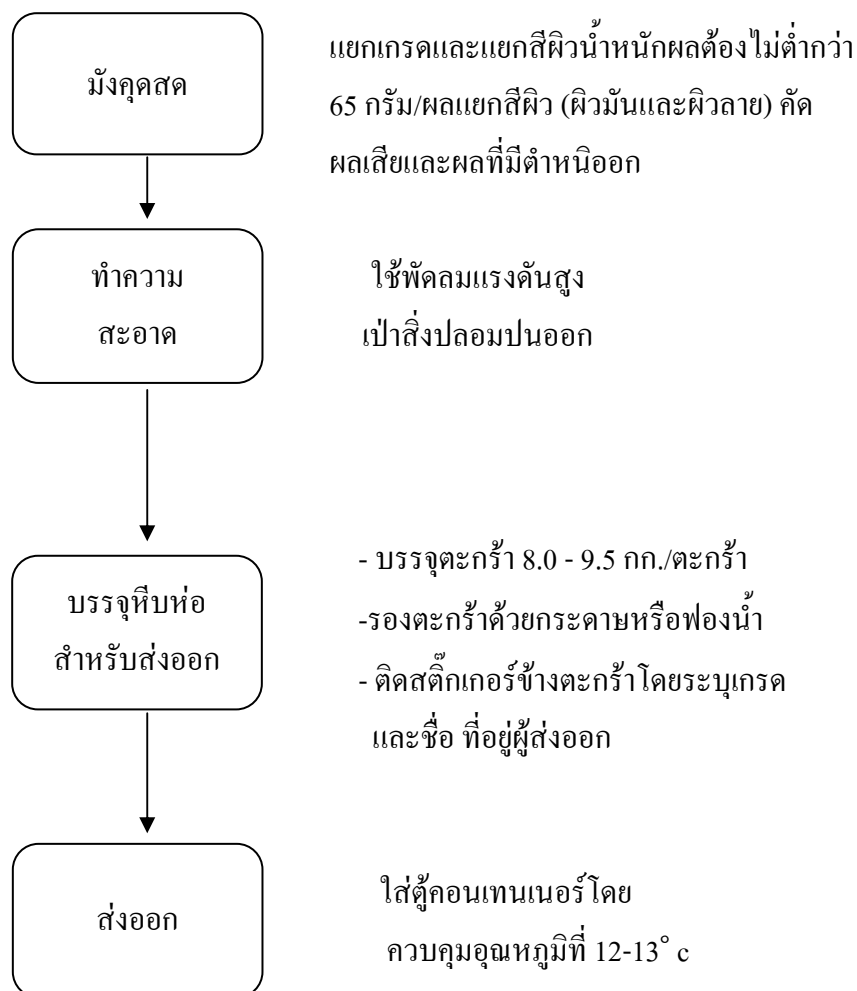 มังคุดสด
แยกเกรดและแยกสีผิวน้ำหนักผลต้องไม่ต่ำกว่า
65 กรัม/ผลแยกสีผิว (ผิวมันและผิวลาย) คัด
ผลเสียและผลที่มีตำหนิออก
ทำความ
สะอาด
ใช้พัดลมแรงดันสูง
เป่าสิ่งปลอมปนออก
บรรจุหีบห่อ
สำหรับส่งออก
- บรรจุตะกร้า 8.0 - 9.5 กก./ตะกร้า
-รองตะกร้าด้วยกระดาษหรือฟองน้ำ
- ติดสติ๊กเกอร์ข้างตะกร้าโดยระบุเกรด
และชื่อ ที่อยู่ผู้ส่งออก
ส่งออก
ใส่ตู้คอนเทนเนอร์โดย
ควบคุมอุณหภูมิที่ 12-13° c